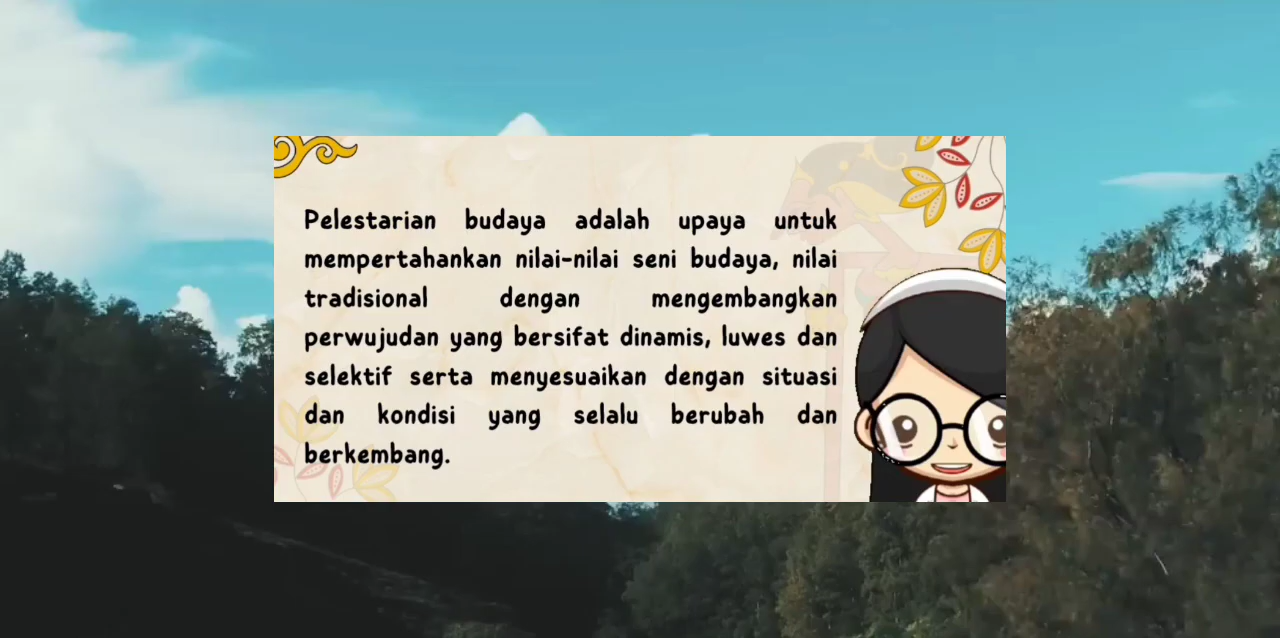 Pelestarian budaya adalah upaya untuk
mempertahankan nilai-nilai seni budaya, nilai
tradisional dengan mengembangkan
perwujudan yang bersifat dinamis, luwes dan
selektif serta menyesuaikan dengan situasi
dan kondisi yang selalu berubah dan
berkembang.